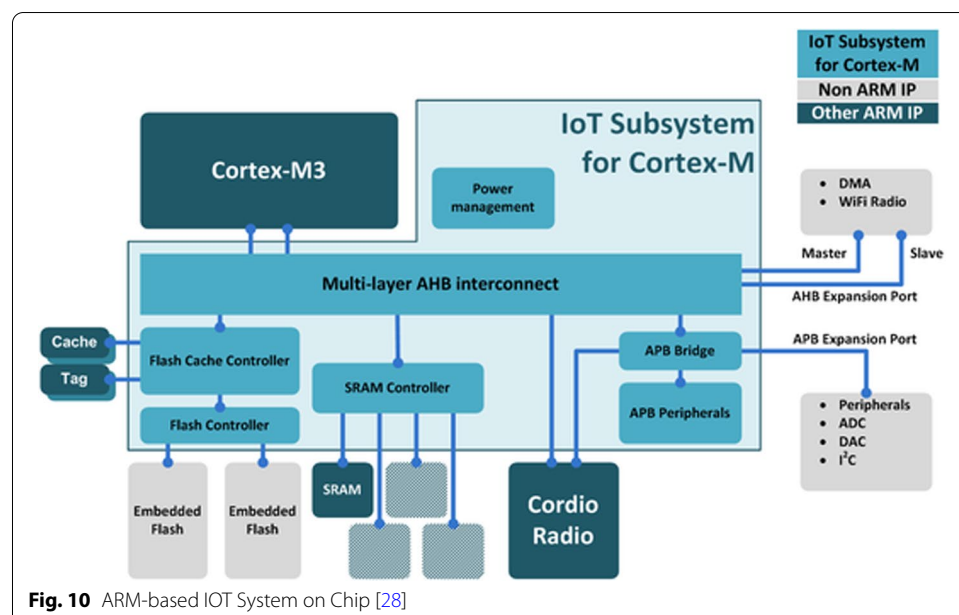 IoT Subsystem
for Cortex-M
Non ARM IP
Other ARM IP
IoT Subsystem
for Cortex-M
Cortex-M3
Power
management
• DMA
• WiFi Radio
Master
Slave
Multi-layer AHB interconnect
AHB Expansion Port
Cache
Tag
Flash Cache Controller
SRAM Controller
APB Bridge
APB Expansion Port
Flash Controller
APB Peripherals
• Peripherals
• ADC
• DAC
• I²C
Embedded
Flash
Embedded
Flash
SRAM
Cordio
Radio
Fig. 10 ARM-based IOT System on Chip [28]